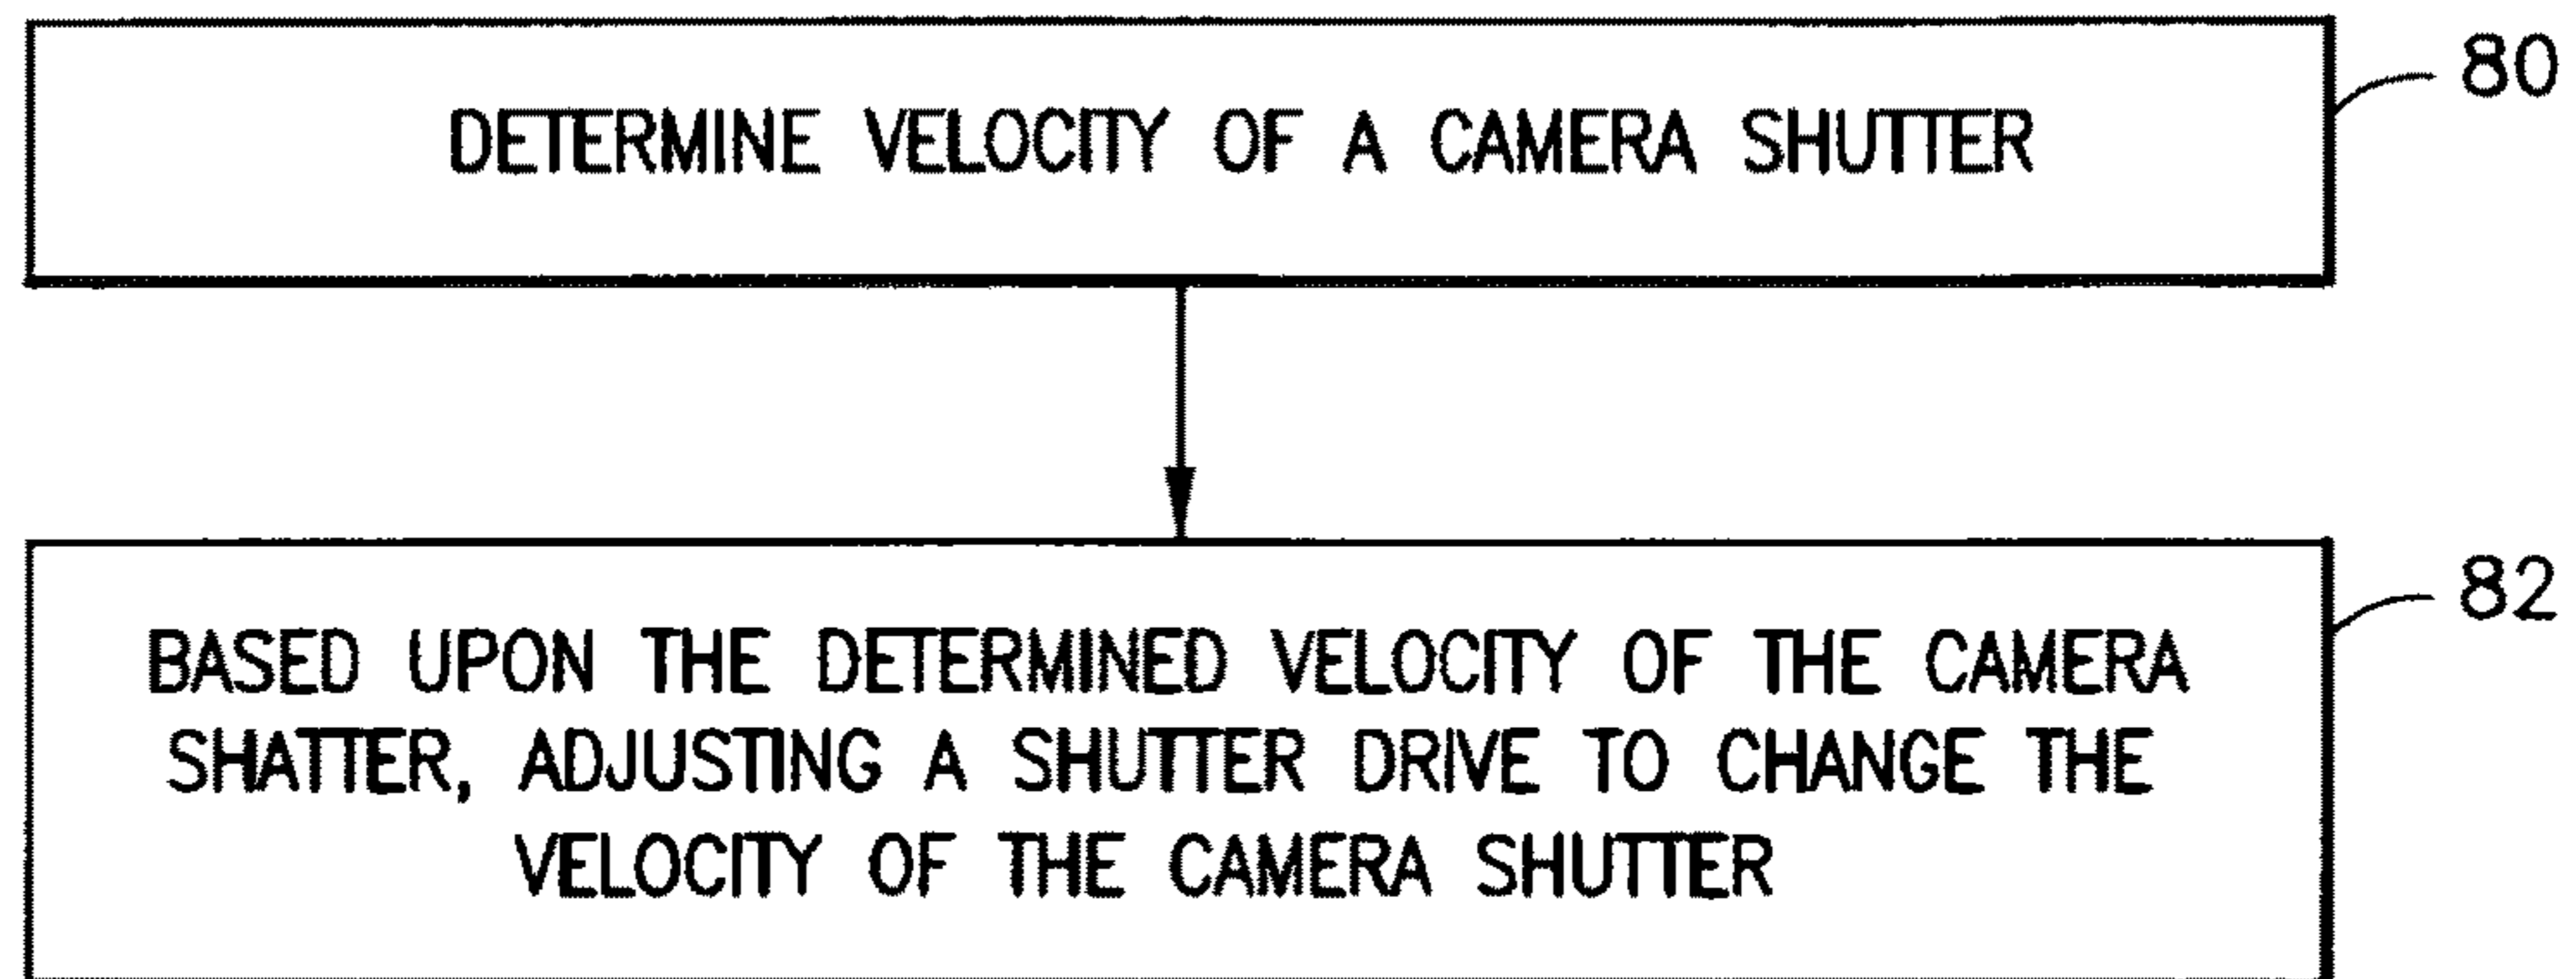 DETERMINE VELOCITY OF A CAMERA SHUTTER
80
BASED UPON THE DETERMINED VELOCITY OF THE CAMERA
SHATTER, ADJUSTING A SHUTTER DRIVE TO CHANGE THE
VELOCITY OF THE CAMERA SHUTTER
82